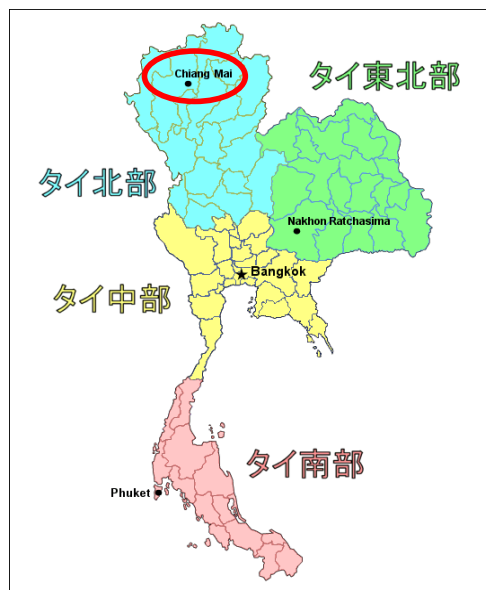 Chiang Mai
タイ東北部
タイ北部
Nakhon Ratchasima
Bangkok
タイ中部
タイ南部
Phuket